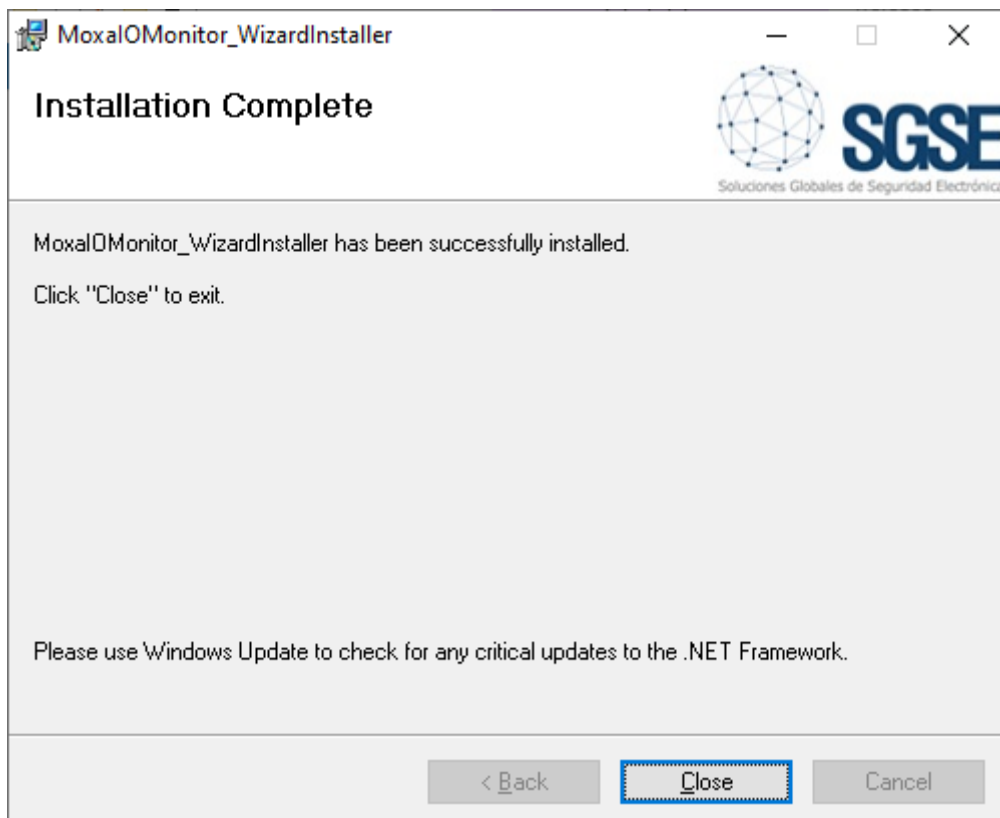 MoxaIOMonitor_WizardInstaller
Installation Complete
SGSE
Soluciones Globales de Seguridad Electrónica
MoxaIOMonitor_WizardInstaller has been successfully installed.
Click "Close" to exit.
Please use Windows Update to check for any critical updates to the .NET Framework.
< Back
Close
Cancel